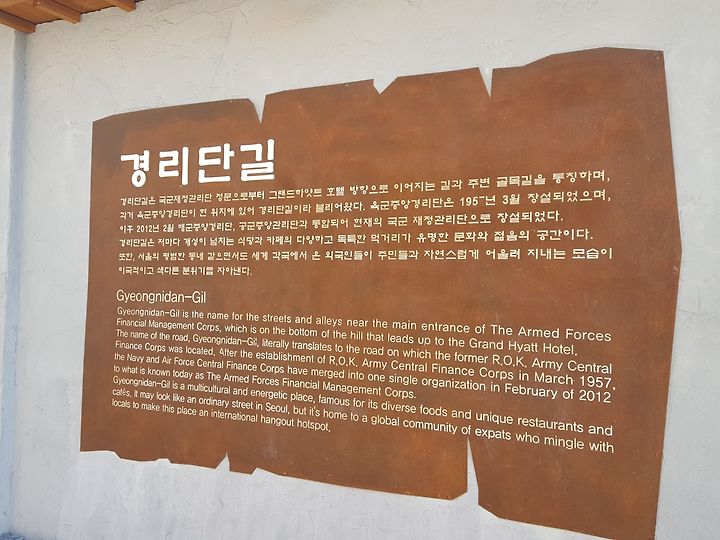 경리단길
경리단길은 국군재정관리단 정문으로부터 그랜드하얏트 호텔 방향으로 이어지는 길과 주변 골목길을 통칭하며,
과거 육군중앙경리단이 현 위치에 있어 경리단길이라 불리어왔다. 육군중앙경리단은 1957년 3월 창설되었으며,
이후 2012년 2월 해군중앙경리단, 공군중앙관리단과 통합되어 현재의 국군 재정관리단으로 창설되었다.
경리단길은 저마다 개성이 넘치는 식당과 카페의 다양하고 독특한 먹거리가 유명한 문화와 젊음의 공간이다.
또한, 서울의 평범한 동네 같으면서도 세계 각국에서 온 외국인들이 주민들과 자연스럽게 어울려 지내는 모습이
이국적이고 색다른 분위기를 자아낸다.
Gyeongnidan-Gil
Gyeongnidan-Gil is the name for the streets and alleys near the main entrance of The Armed Forces
Financial Management Corps, which is on the bottom of the hill that leads up to the Grand Hyatt Hotel.
The name of the road, Gyeongnidan-Gil, literally translates to the road on which the former R.O.K. Army Central
Finance Corps was located. After the establishment of R.O.K. Army Central Finance Corps in March 1957,
the Navy and Air Force Central Finance Corps have merged into one single organization in February of 2012
to what is known today as The Armed Forces Financial Management Corps.
Gyeongnidan-Gil is a multicultural and energetic place, famous for its diverse foods and unique restaurants and
cafés. It may look like an ordinary street in Seoul, but it's home to a global community of expats who mingle with
locals to make this place an international hangout hotspot.